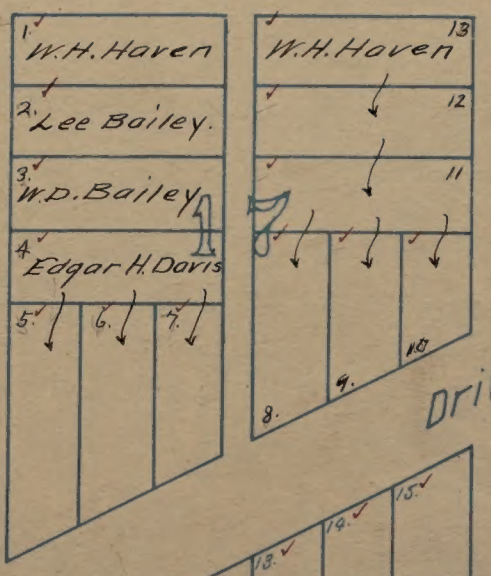 1. W.H. Haven
2. Lee Bailey.
3. W.D. Bailey
4. Edgar H. Davis
5. 6. 7.
17
W.H. Haven 13
12
11
8. 9. 10
Dri
13. 14. 15.